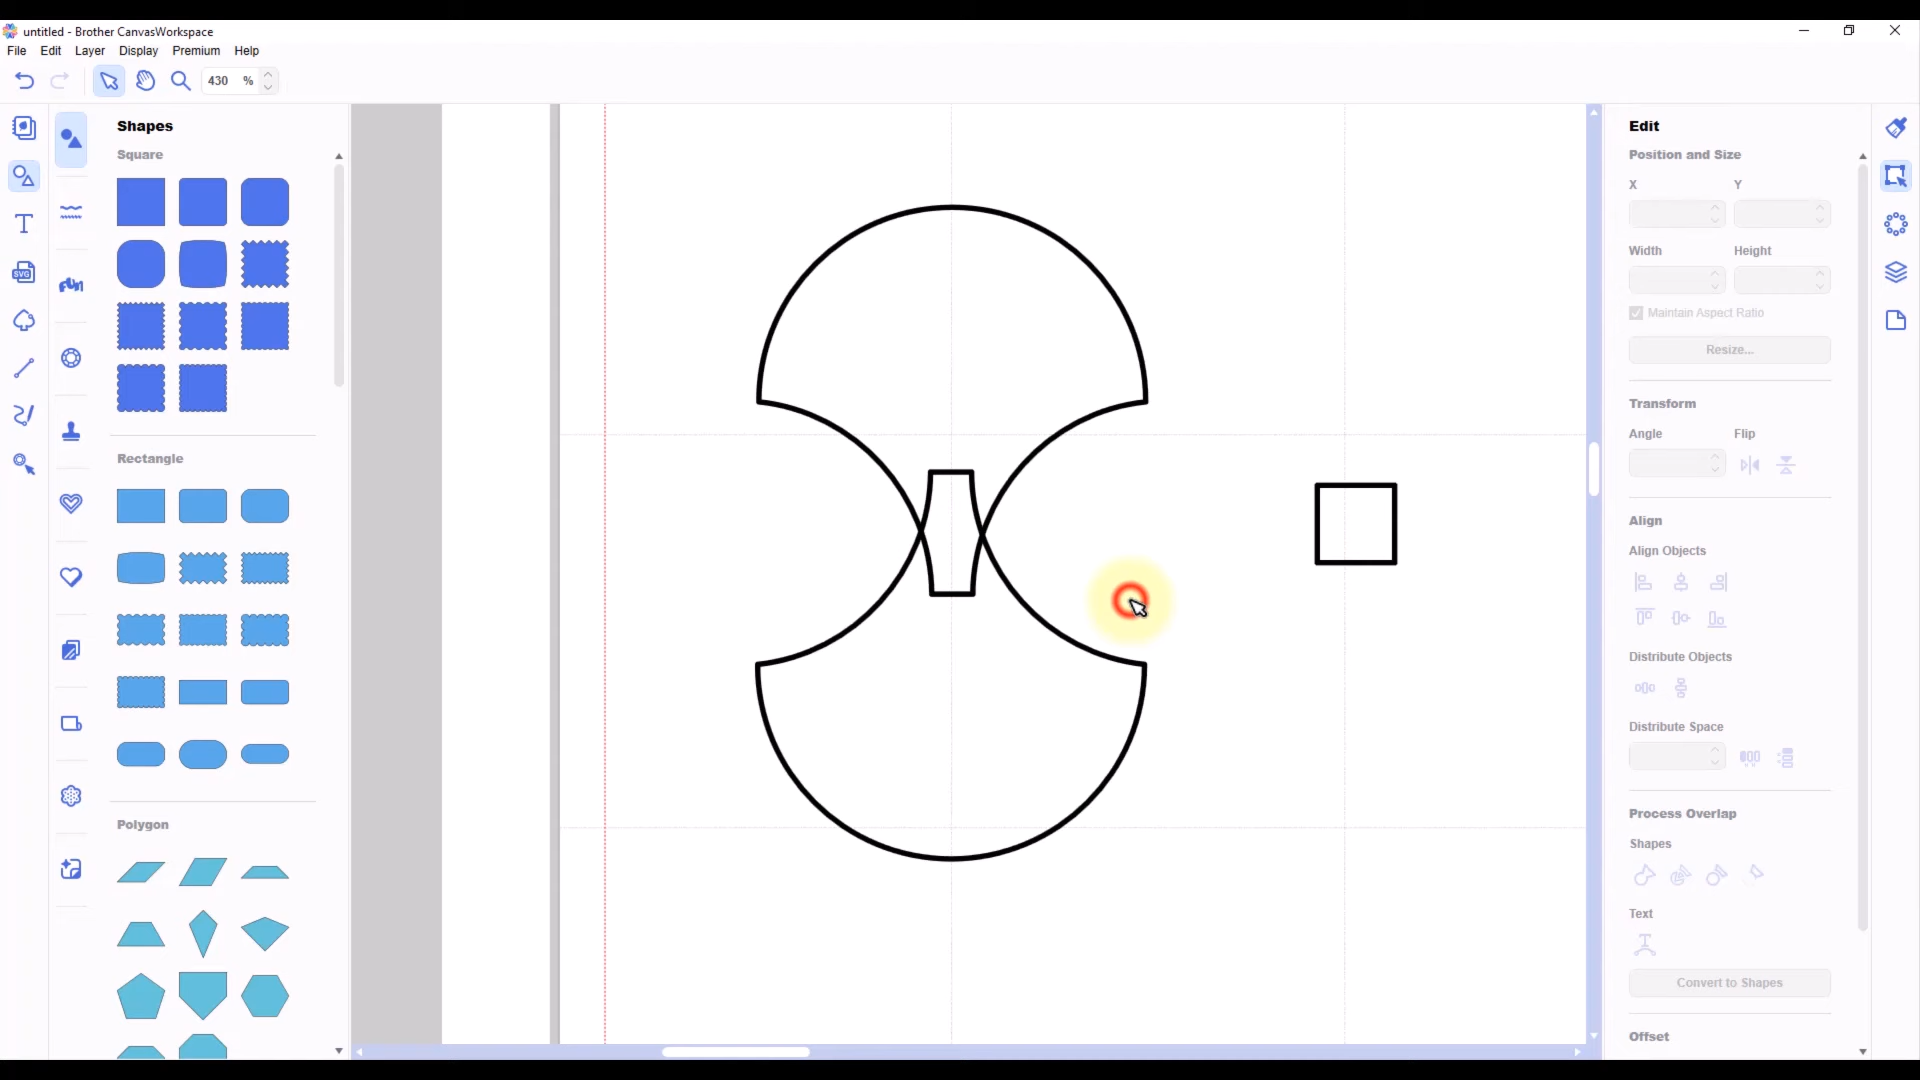 untitled - Brother CanvasWorkspace
File Edit Layer Display Premium Help
430 %
Shapes
Square
Rectangle
Polygon
T
SVG
fun
Edit
Position and Size
X Y
Width Height
Maintain Aspect Ratio
Resize...
Transform
Angle Flip
Align
Align Objects
Distribute Objects
Distribute Space
Process Overlap
Shapes
Text
Convert to Shapes
Offset